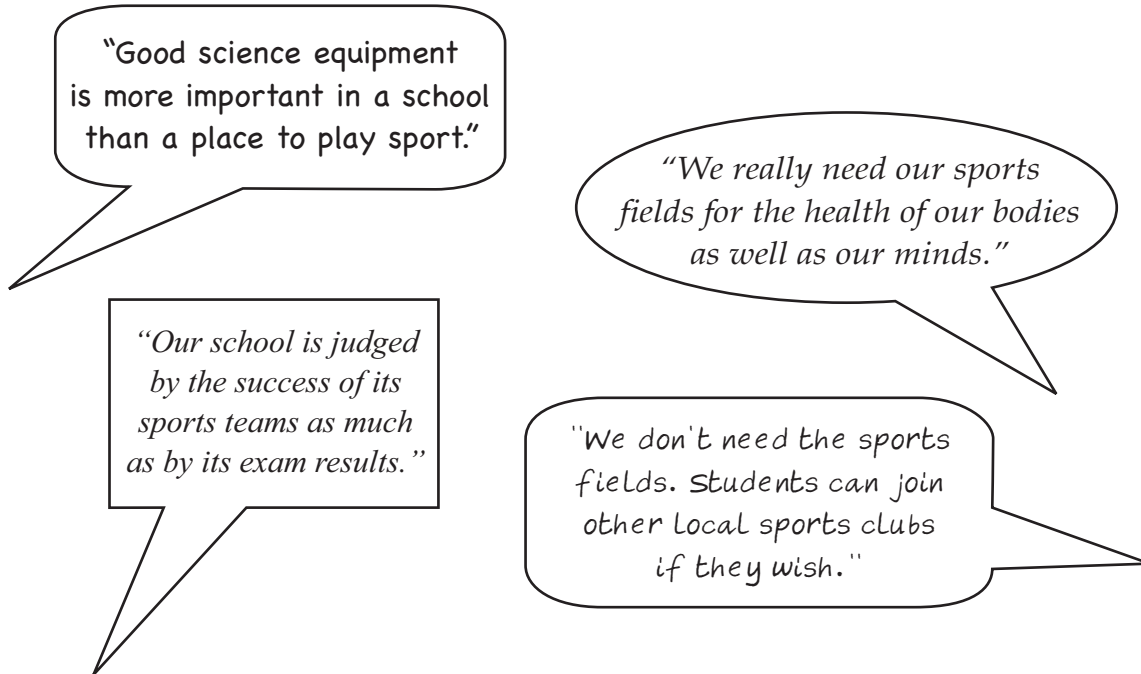 “Good science equipment
is more important in a school
than a place to play sport.”
“We really need our sports
fields for the health of our bodies
as well as our minds.”
“Our school is judged
by the success of its
sports teams as much
as by its exam results.”
"We don't need the sports
fields. Students can join
other local sports clubs
if they wish."